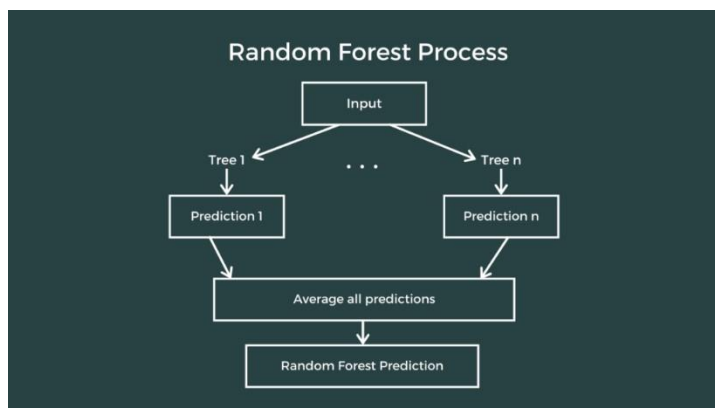 Random Forest Process
Input
Tree 1
. . .
Tree n
Prediction 1
Prediction n
Average all predictions
Random Forest Prediction